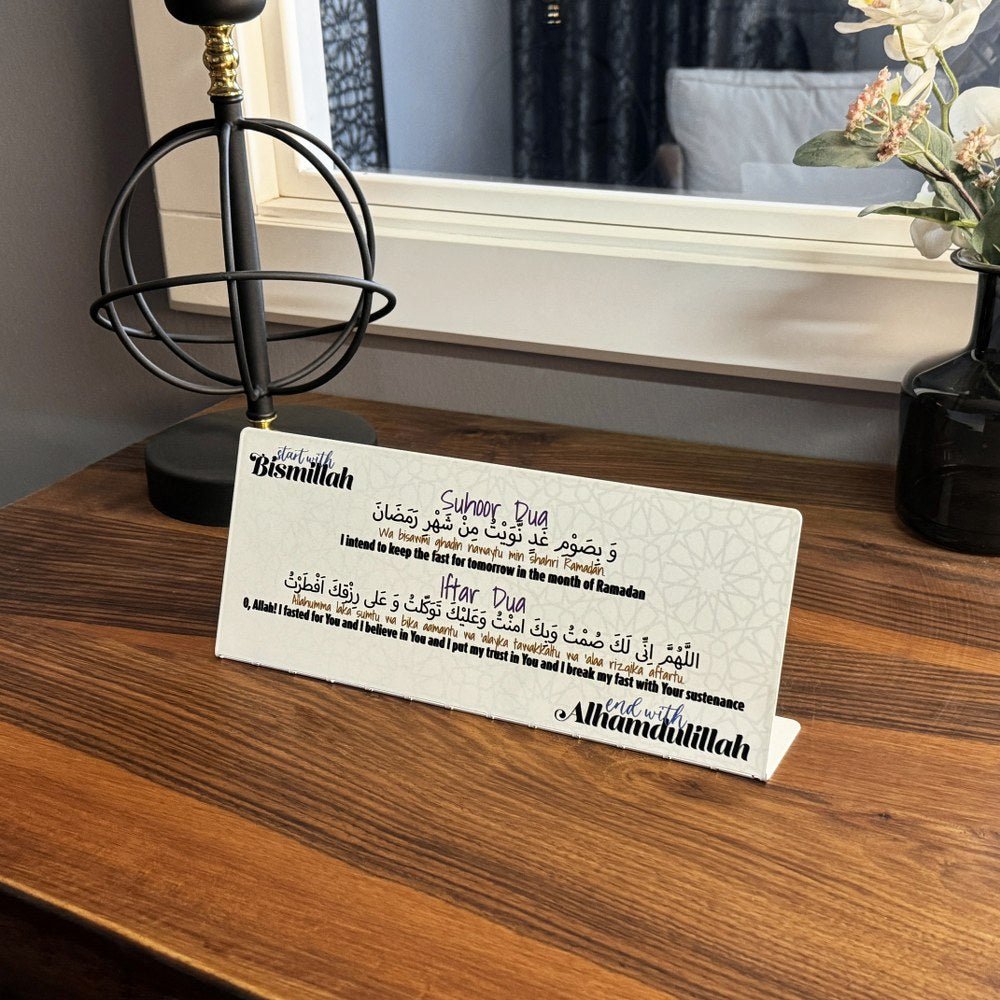 start with
Bismillah
Suhoor Dua
وَ بِصَوْمِ غَدٍ نَّوَيْتُ مِنْ شَهْرِ رَمَضَانَ
Wa bisawmi ghadin nawaytu min shahri Ramadan
I intend to keep the fast for tomorrow in the month of Ramadan
Iftar Dua
اللَّهُمَّ اِنِّى لَكَ صُمْتُ وَبِكَ امنْتُ وَعَلَيْكَ تَوَكَّلتُ وَ عَلى رِزْقِكَ اَفْطَرْتُ
Allahumma laka sumtu wa bika aamantu wa 'alayka tawakkaltu wa 'alaa rizqika aftartu.
O, Allah! I fasted for You and I believe in You and I put my trust in You and I break my fast with Your sustenance
end with
Alhamdulillah